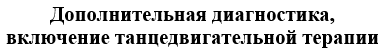 Дополнительная диагностика,
включение танцедвигательной терапии